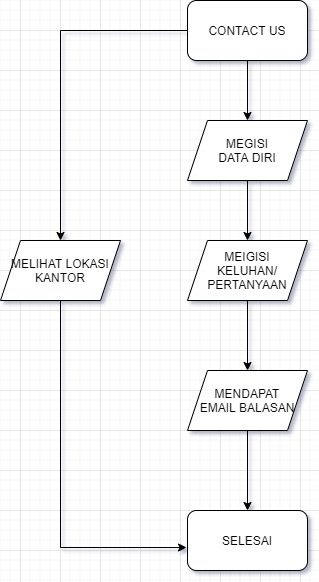 CONTACT US
MEGISI
DATA DIRI
MELIHAT LOKASI
KANTOR
MEIGISI
KELUHAN/
PERTANYAAN
MENDAPAT
EMAIL BALASAN
SELESAI